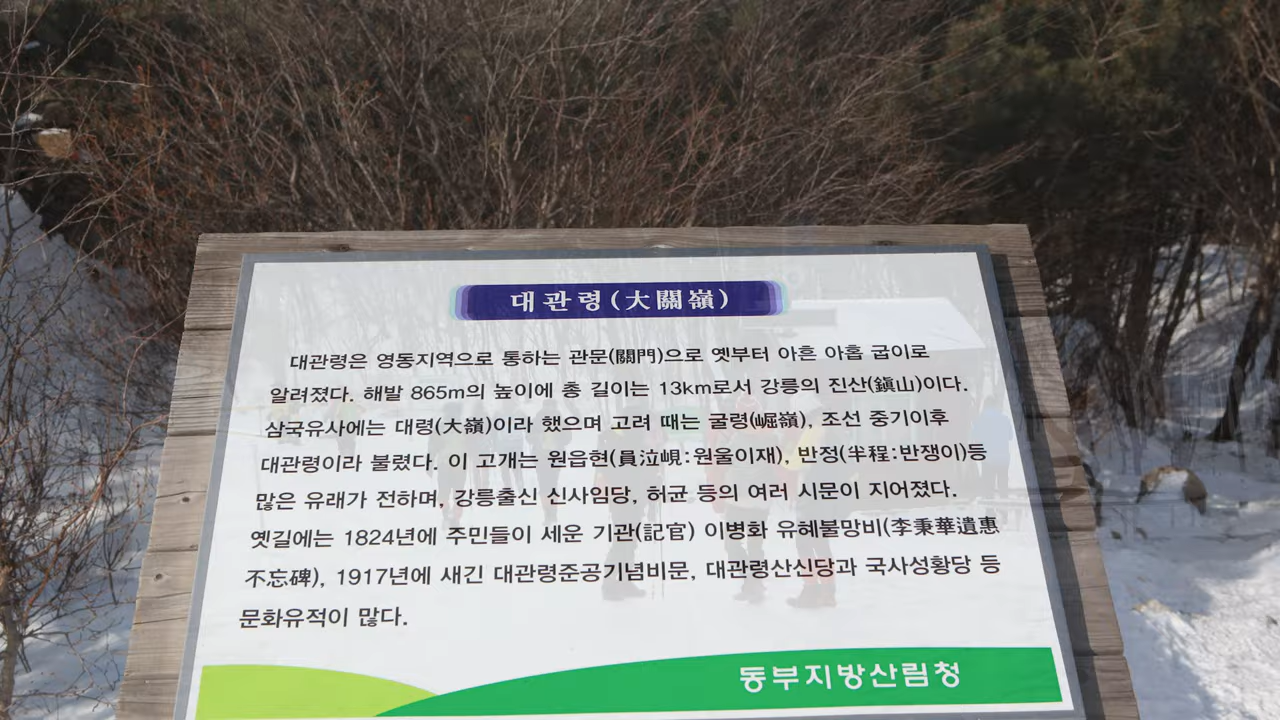 대관령(大關嶺)
대관령은 영동지역으로 통하는 관문(關門)으로 옛부터 아흔 아홉 굽이로
알려졌다. 해발 865m의 높이에 총 길이는 13km로서 강릉의 진산(鎭山)이다.
삼국유사에는 대령(大嶺)이라 했으며 고려 때는 굴령(崛嶺), 조선 중기이후
대관령이라 불렸다. 이 고개는 원읍현(員泣峴:원울이재), 반정(半程:반쟁이)등
많은 유래가 전하며, 강릉출신 신사임당, 허균 등의 여러 시문이 지어졌다.
옛길에는 1824년에 주민들이 세운 기관(記官) 이병화 유혜불망비(李秉華遺惠
不忘碑), 1917년에 새긴 대관령준공기념비문, 대관령산신당과 국사성황당 등
문화유적이 많다.
동부지방산림청